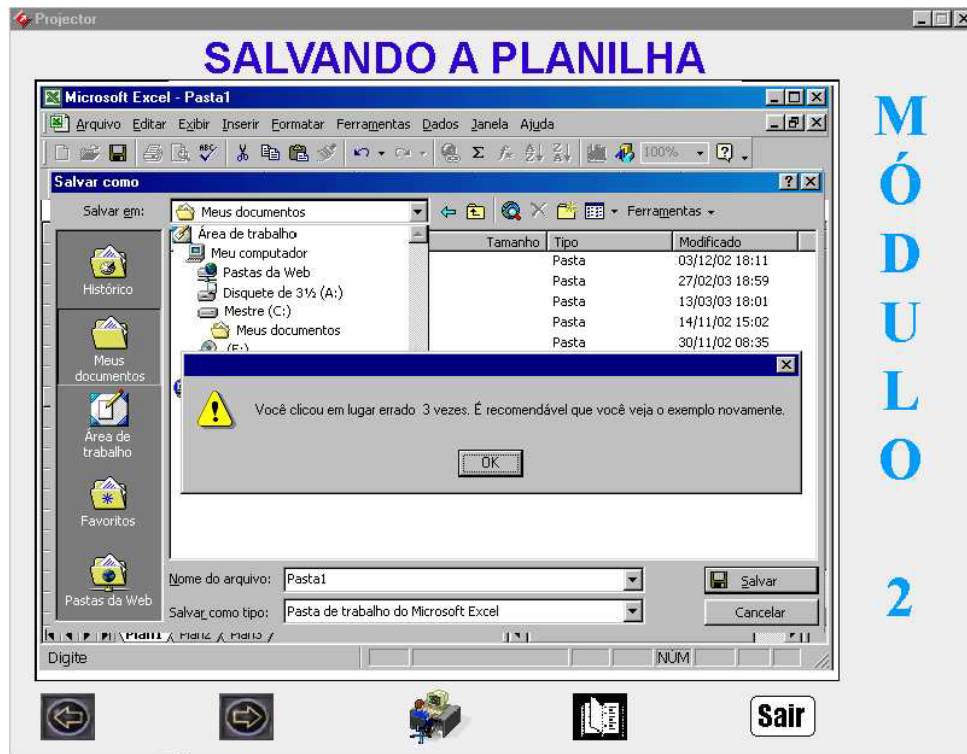 Projector
SALVANDO A PLANILHA
Microsoft Excel - Pasta1
Arquivo Editar Exibir Inserir Formatar Ferramentas Dados Janela Ajuda
100%
Salvar como
Salvar em: Meus documentos Ferramentas
Área de trabalho Tamanho Tipo Modificado
Meu computador Pasta 03/12/02 18:11
Pastas da Web Pasta 27/02/03 18:59
Disquete de 3½ (A:) Pasta 13/03/03 18:01
Mestre (C:) Pasta 14/11/02 15:02
Meus documentos Pasta 30/11/02 08:35
Histórico
Meus documentos
Área de trabalho
Favoritos
Pastas da Web
Você clicou em lugar errado 3 vezes. É recomendável que você veja o exemplo novamente.
OK
Nome do arquivo: Pasta1 Salvar
Salvar como tipo: Pasta de trabalho do Microsoft Excel Cancelar
Plan1 Plan2 Plan3
Digite NÚM
MÓDULO 2
Sair